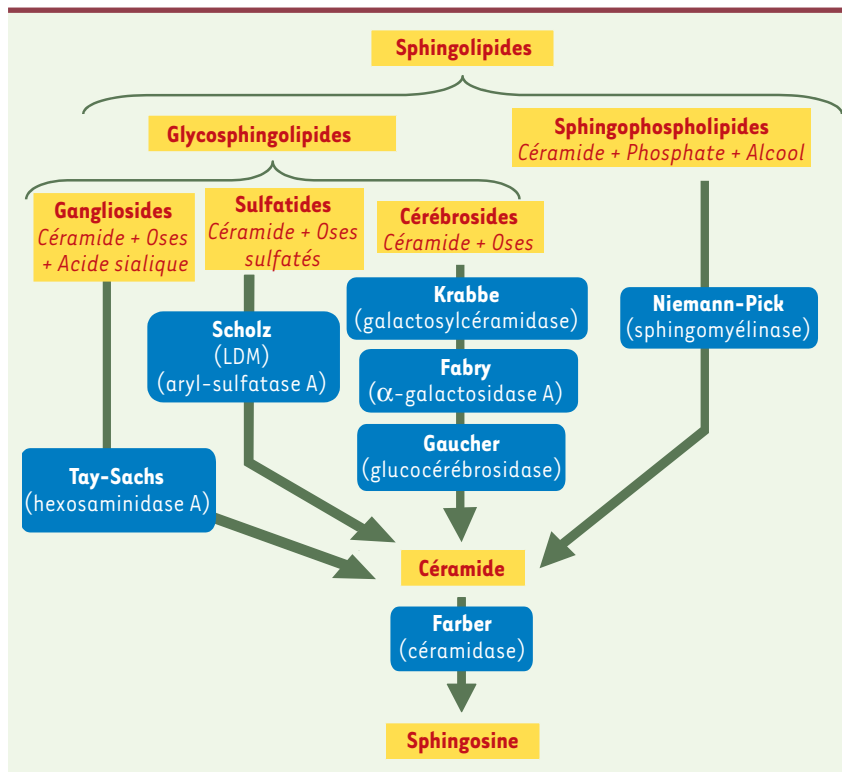 Sphingolipides
Glycosphingolipides
Sphingophospholipides
Céramide + Phosphate + Alcool
Gangliosides
Céramide + Oses
+ Acide sialique
Sulfatides
Céramide + Oses
sulfatés
Cérébrosides
Céramide + Oses
Krabbe
(galactosylcéramidase)
Niemann-Pick
(sphingomyélinase)
Scholz
(LDM)
(aryl-sulfatase A)
Fabry
(α-galactosidase A)
Gaucher
(glucocérébrosidase)
Tay-Sachs
(hexosaminidase A)
Céramide
Farber
(céramidase)
Sphingosine